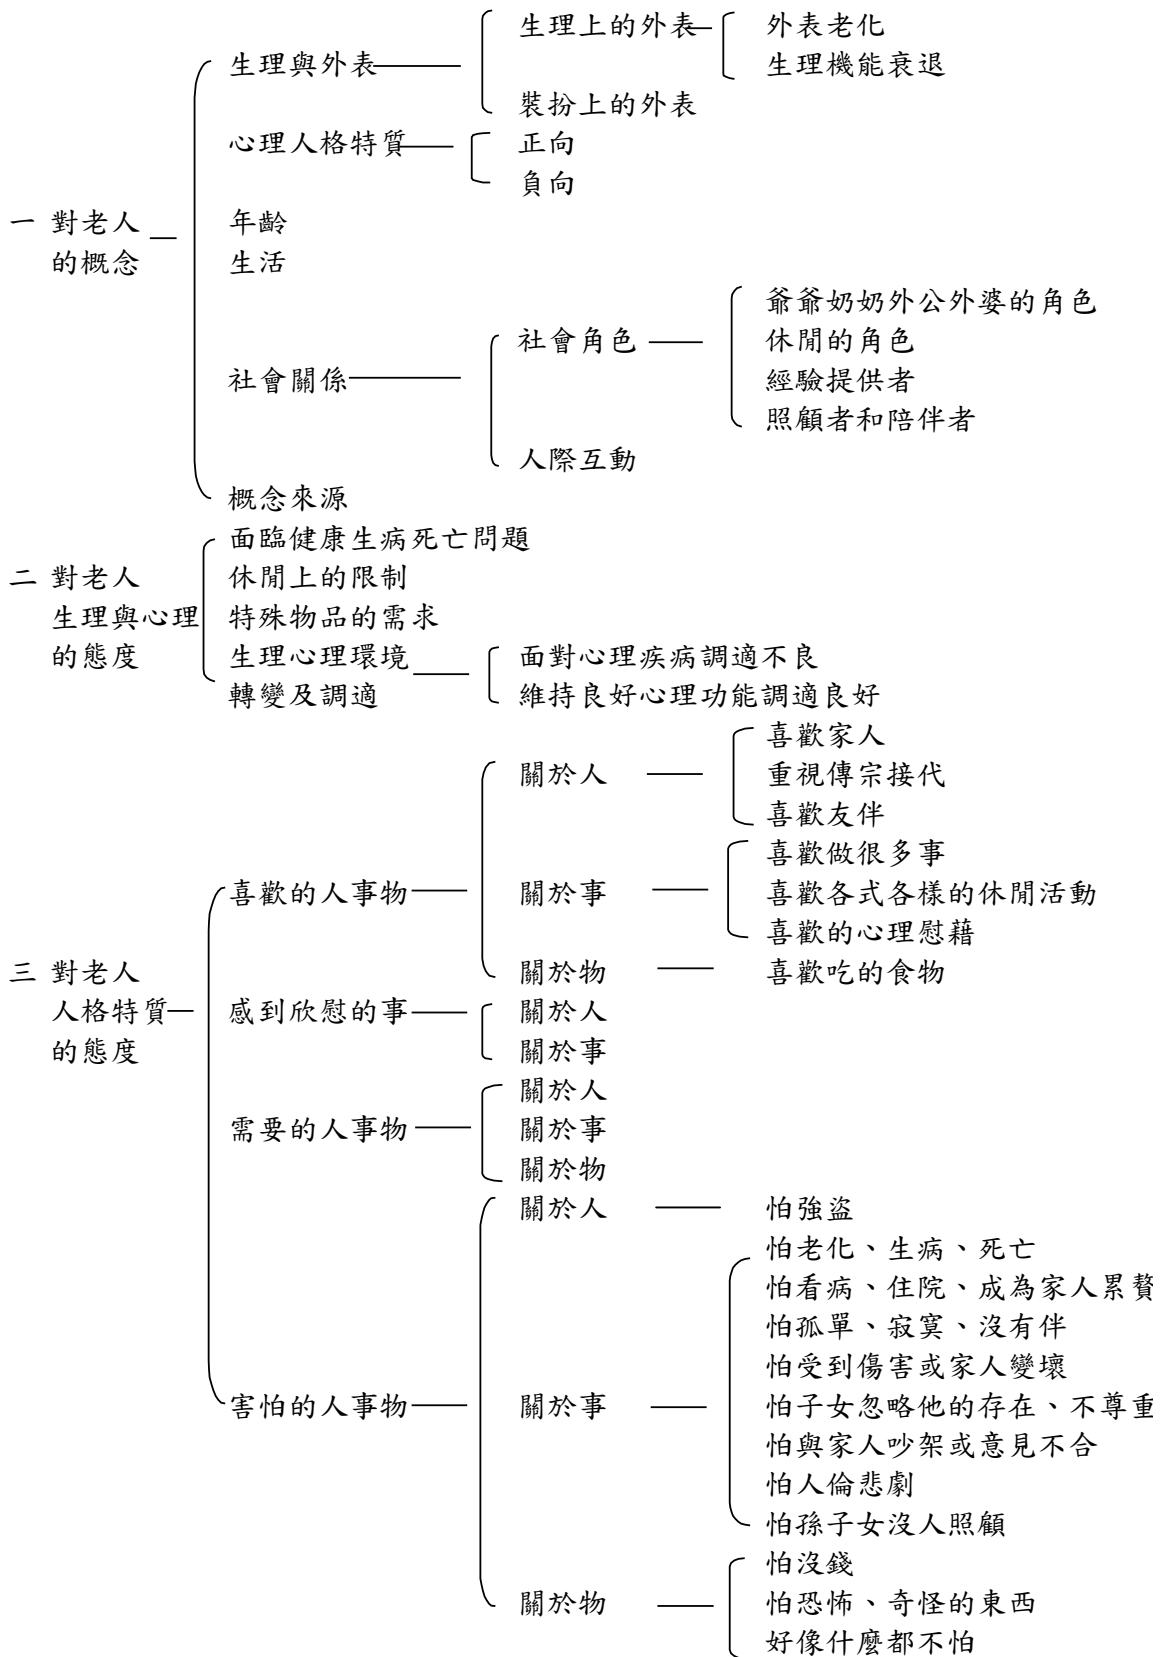 生理上的外表 外表老化
生理與外表 生理機能衰退
裝扮上的外表
心理人格特質 正向
負向
一 對老人 年齡
的概念 生活
爺爺奶奶外公外婆的角色
社會角色 休閒的角色
社會關係 經驗提供者
照顧者和陪伴者
人際互動
概念來源
面臨健康生病死亡問題
二 對老人 休閒上的限制
生理與心理 特殊物品的需求
的態度 生理心理環境 面對心理疾病調適不良
轉變及調適 維持良好心理功能調適良好
喜歡家人
關於人 重視傳宗接代
喜歡友伴
喜歡做很多事
喜歡的人事物 關於事 喜歡各式各樣的休閒活動
喜歡的心理慰藉
三 對老人 關於物 喜歡吃的食物
人格特質 感到欣慰的事 關於人
的態度 關於事
關於人
需要的人事物 關於事
關於物
關於人 怕強盜
怕老化、生病、死亡
怕看病、住院、成為家人累贅
怕孤單、寂寞、沒有伴
怕受到傷害或家人變壞
害怕的人事物 關於事 怕子女忽略他的存在、不尊重
怕與家人吵架或意見不合
怕人倫悲劇
怕孫子女沒人照顧
怕沒錢
關於物 怕恐怖、奇怪的東西
好像什麼都不怕